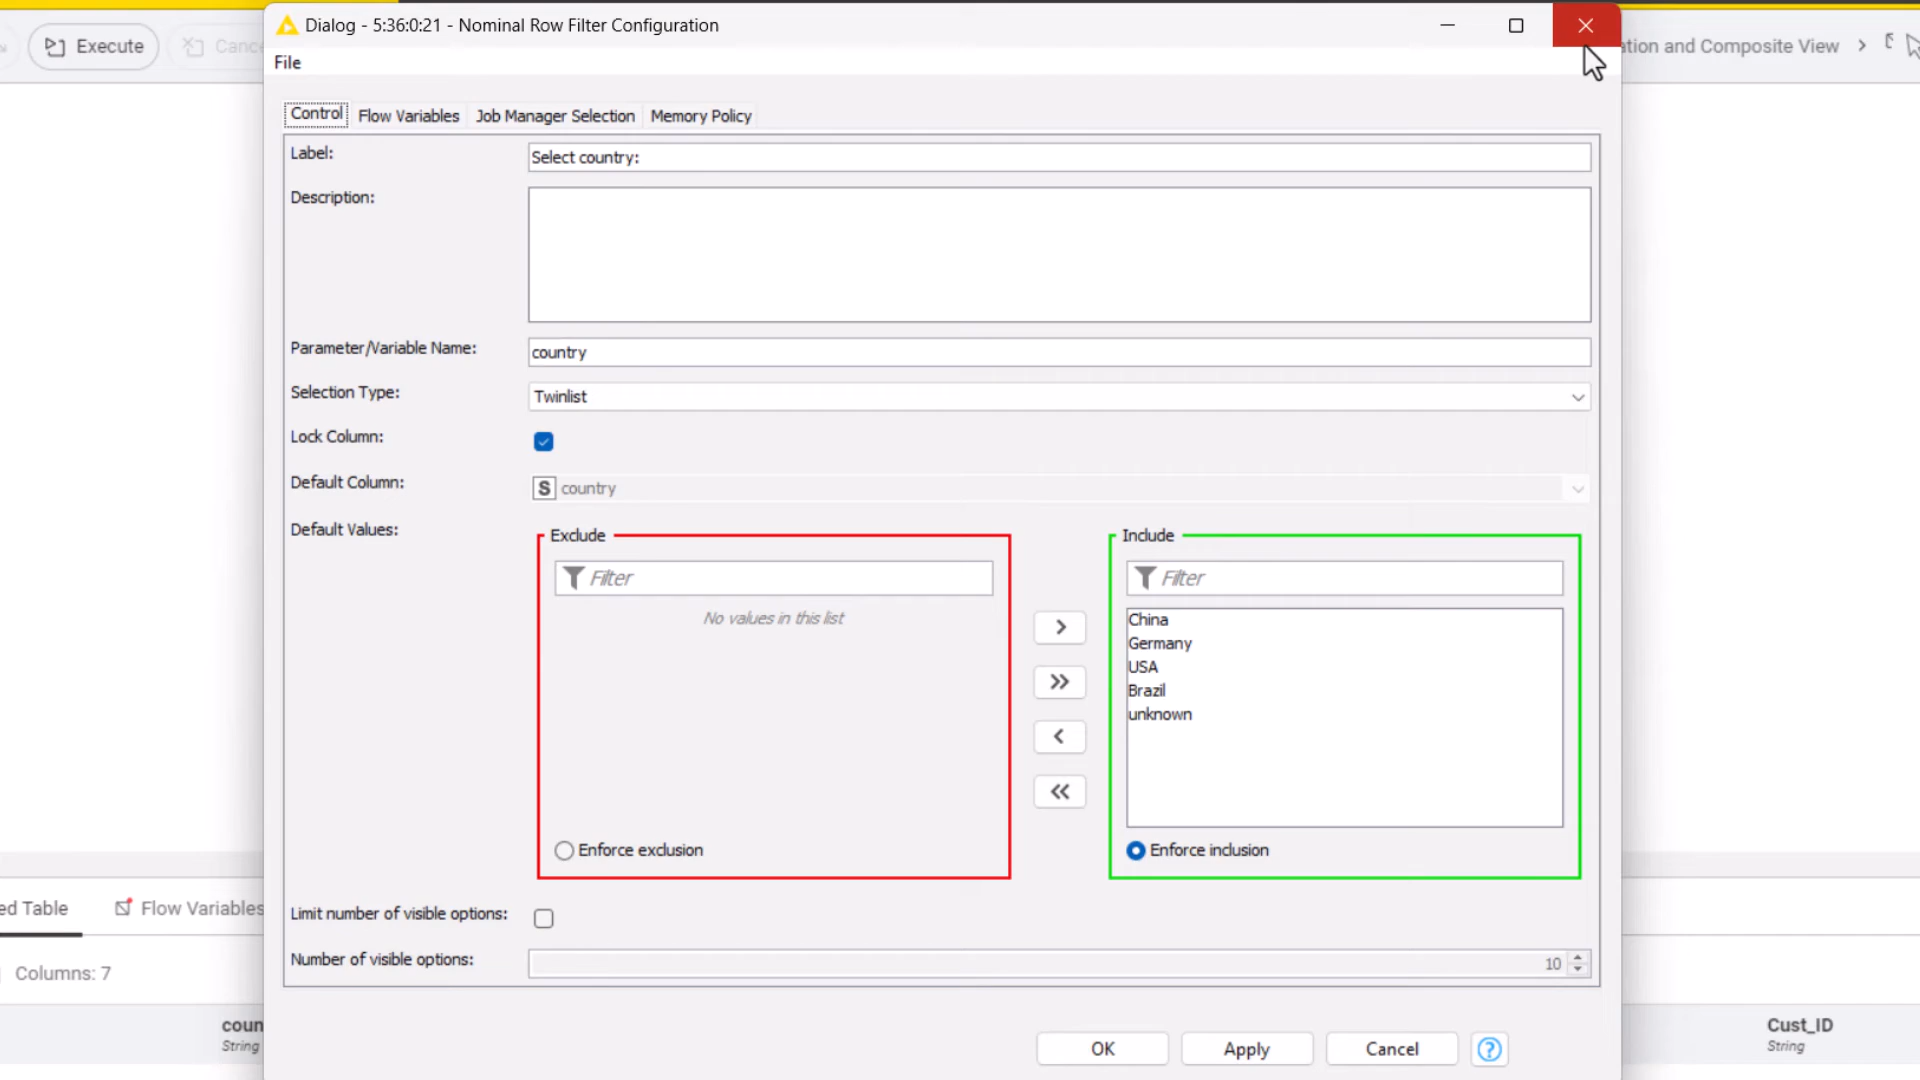 Dialog - 5:36:0:21 - Nominal Row Filter Configuration
Execute
Canc
ation and Composite View
File
Control
Flow Variables
Job Manager Selection
Memory Policy
Label:
Select country:
Description:
Parameter/Variable Name:
country
Selection Type:
Twinlist
Lock Column:
Default Column:
S country
Default Values:
Exclude
Include
Filter
Filter
No values in this list
China
Germany
USA
Brazil
unknown
>
>>
<
<<
Enforce exclusion
Enforce inclusion
Limit number of visible options:
Number of visible options:
10
ed Table
Flow Variables
Columns: 7
coun
String
Cust_ID
String
OK
Apply
Cancel
?